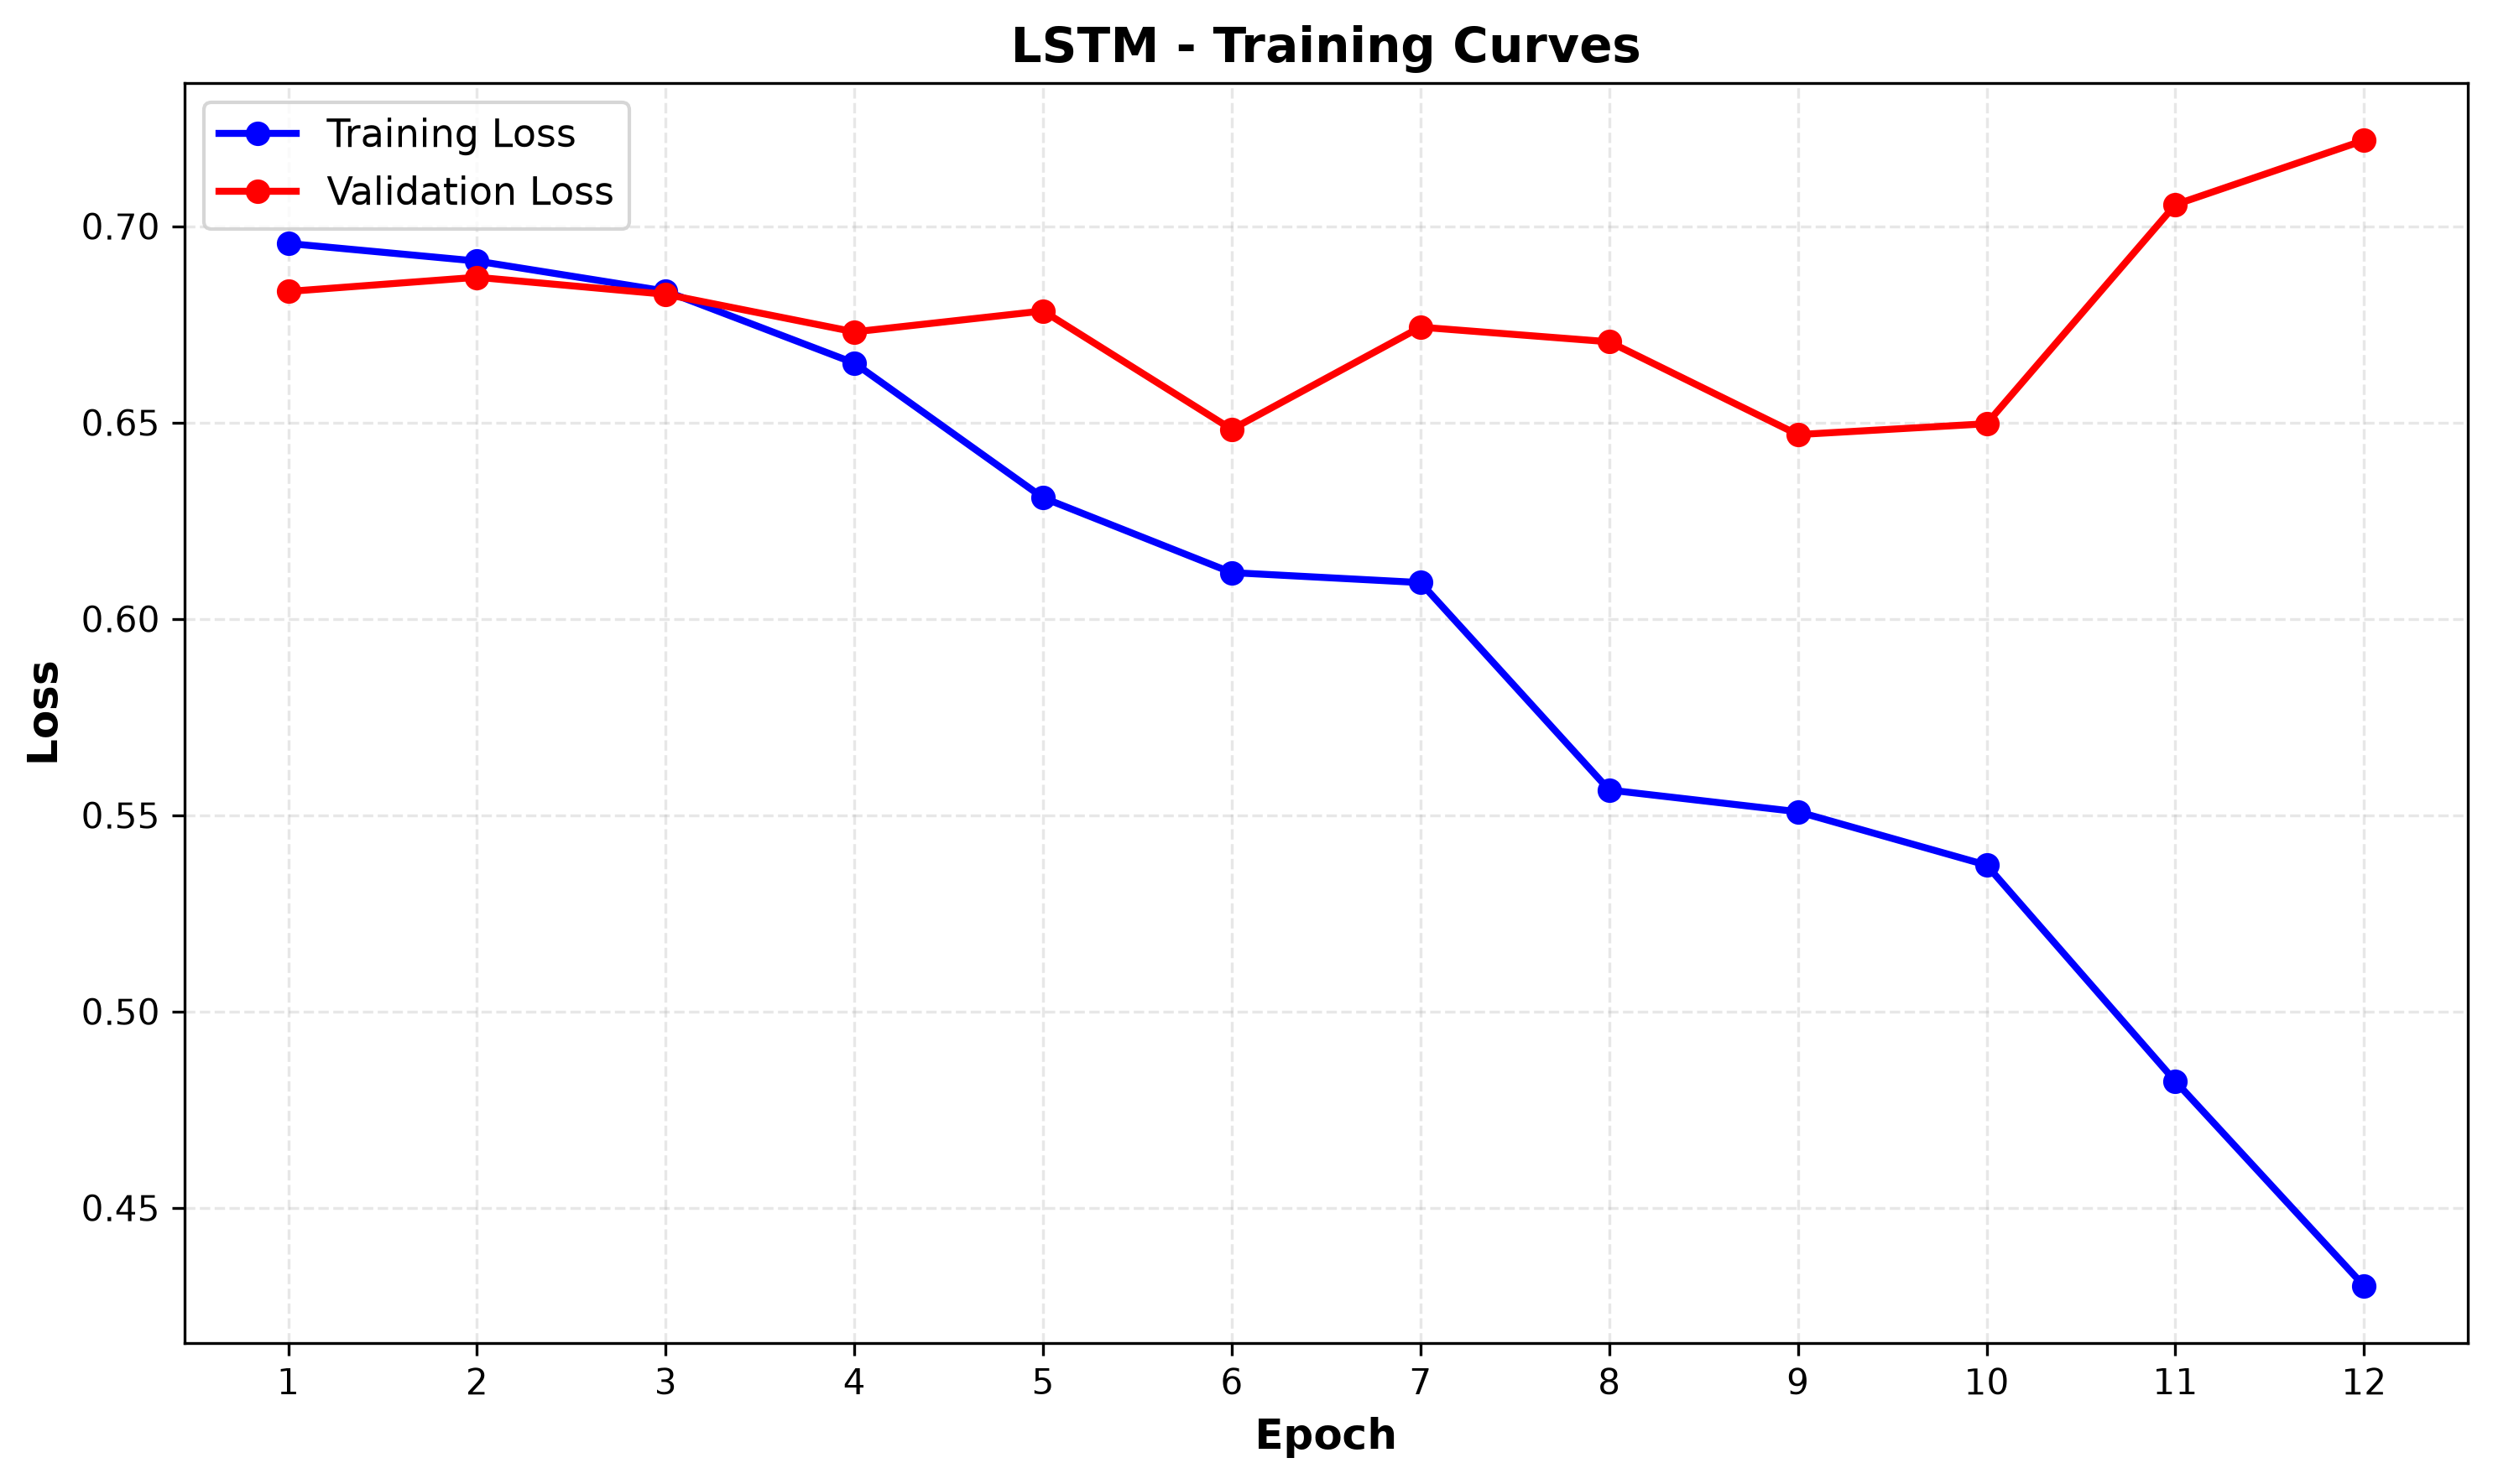 LSTM - Training Curves
Training Loss
Validation Loss
0.70
0.65
0.60
0.55
0.50
0.45
Loss
1 2 3 4 5 6 7 8 9 10 11 12
Epoch